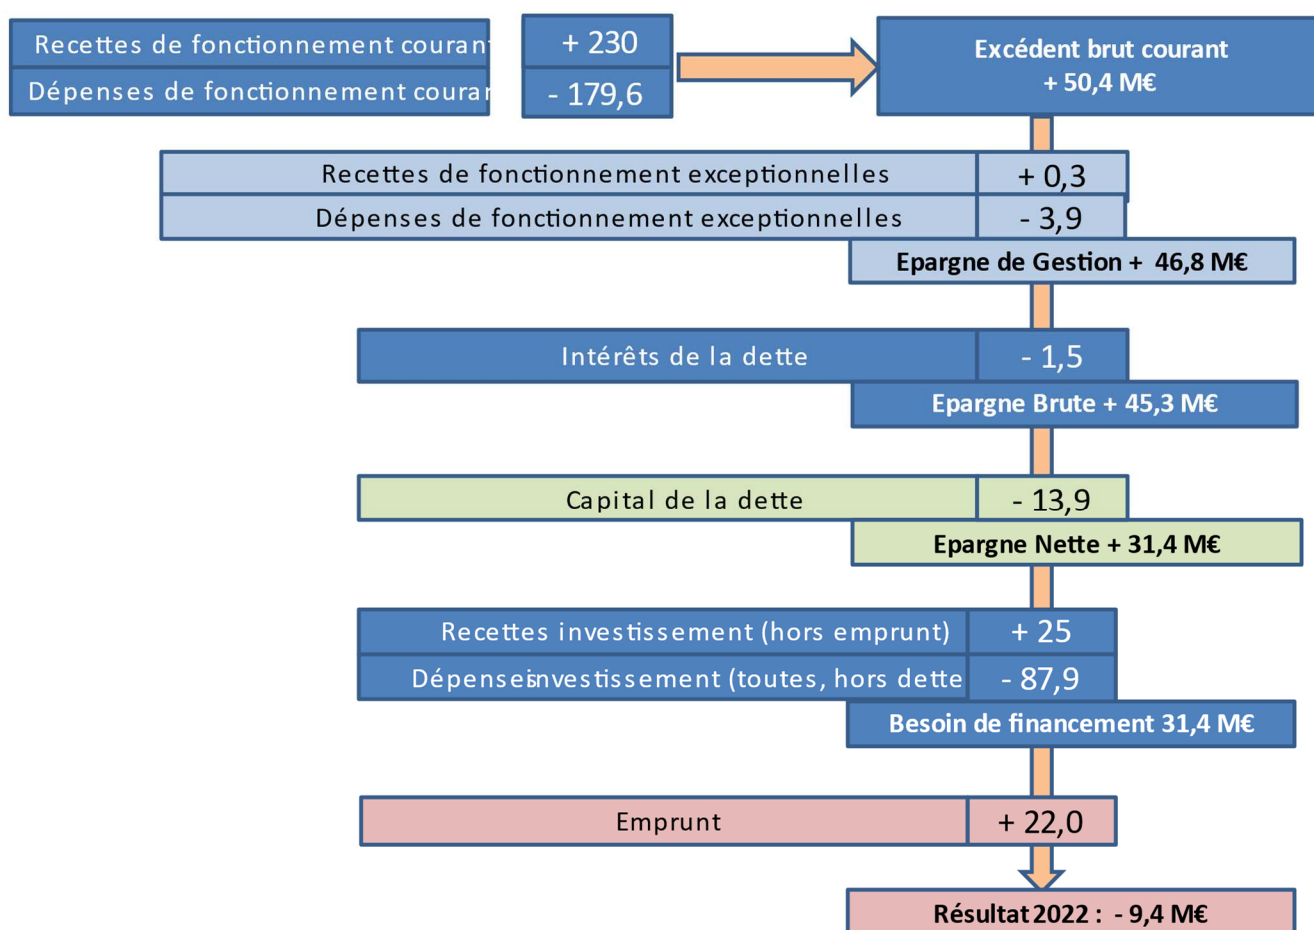 Recettes de fonctionnement courant
+ 230
Dépenses de fonctionnement couran
- 179,6
Excédent brut courant
+ 50,4 M€
Recettes de fonctionnement exceptionnelles
+ 0,3
Dépenses de fonctionnement exceptionnelles
- 3,9
Epargne de Gestion + 46,8 M€
Intérêts de la dette
- 1,5
Epargne Brute + 45,3 M€
Capital de la dette
- 13,9
Epargne Nette + 31,4 M€
Recettes investissement (hors emprunt)
+ 25
Dépenses investissement (toutes, hors dette
- 87,9
Besoin de financement 31,4 M€
Emprunt
+ 22,0
Résultat 2022 : - 9,4 M€